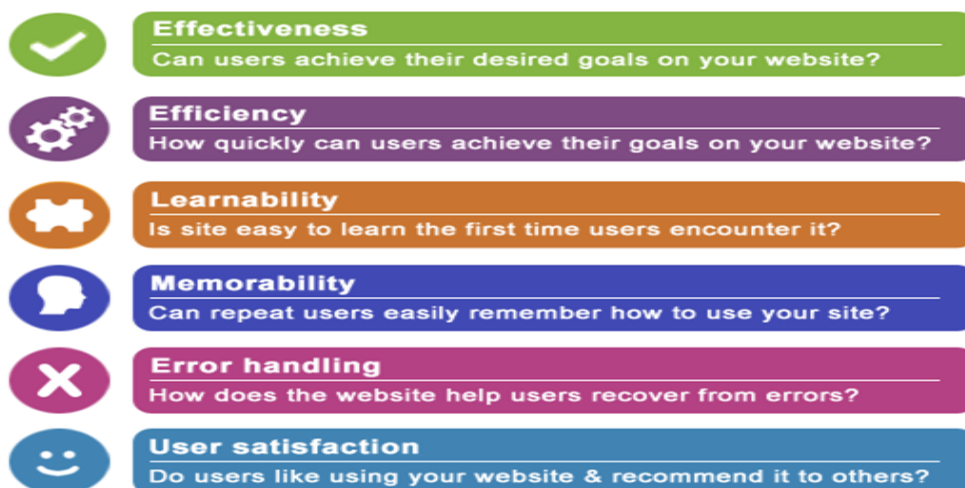 Effectiveness
Can users achieve their desired goals on your website?
Efficiency
How quickly can users achieve their goals on your website?
Learnability
Is site easy to learn the first time users encounter it?
Memorability
Can repeat users easily remember how to use your site?
Error handling
How does the website help users recover from errors?
User satisfaction
Do users like using your website & recommend it to others?